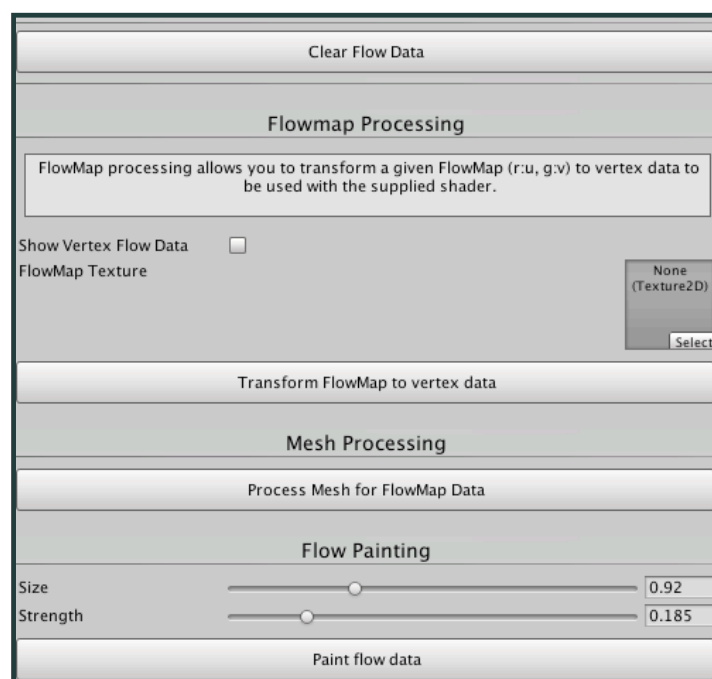 Clear Flow Data
Flowmap Processing
FlowMap processing allows you to transform a given FlowMap (r:u, g:v) to vertex data to
be used with the supplied shader.
Show Vertex Flow Data
FlowMap Texture
None
(Texture2D)
Select
Transform FlowMap to vertex data
Mesh Processing
Process Mesh for FlowMap Data
Flow Painting
Size 0.92
Strength 0.185
Paint flow data